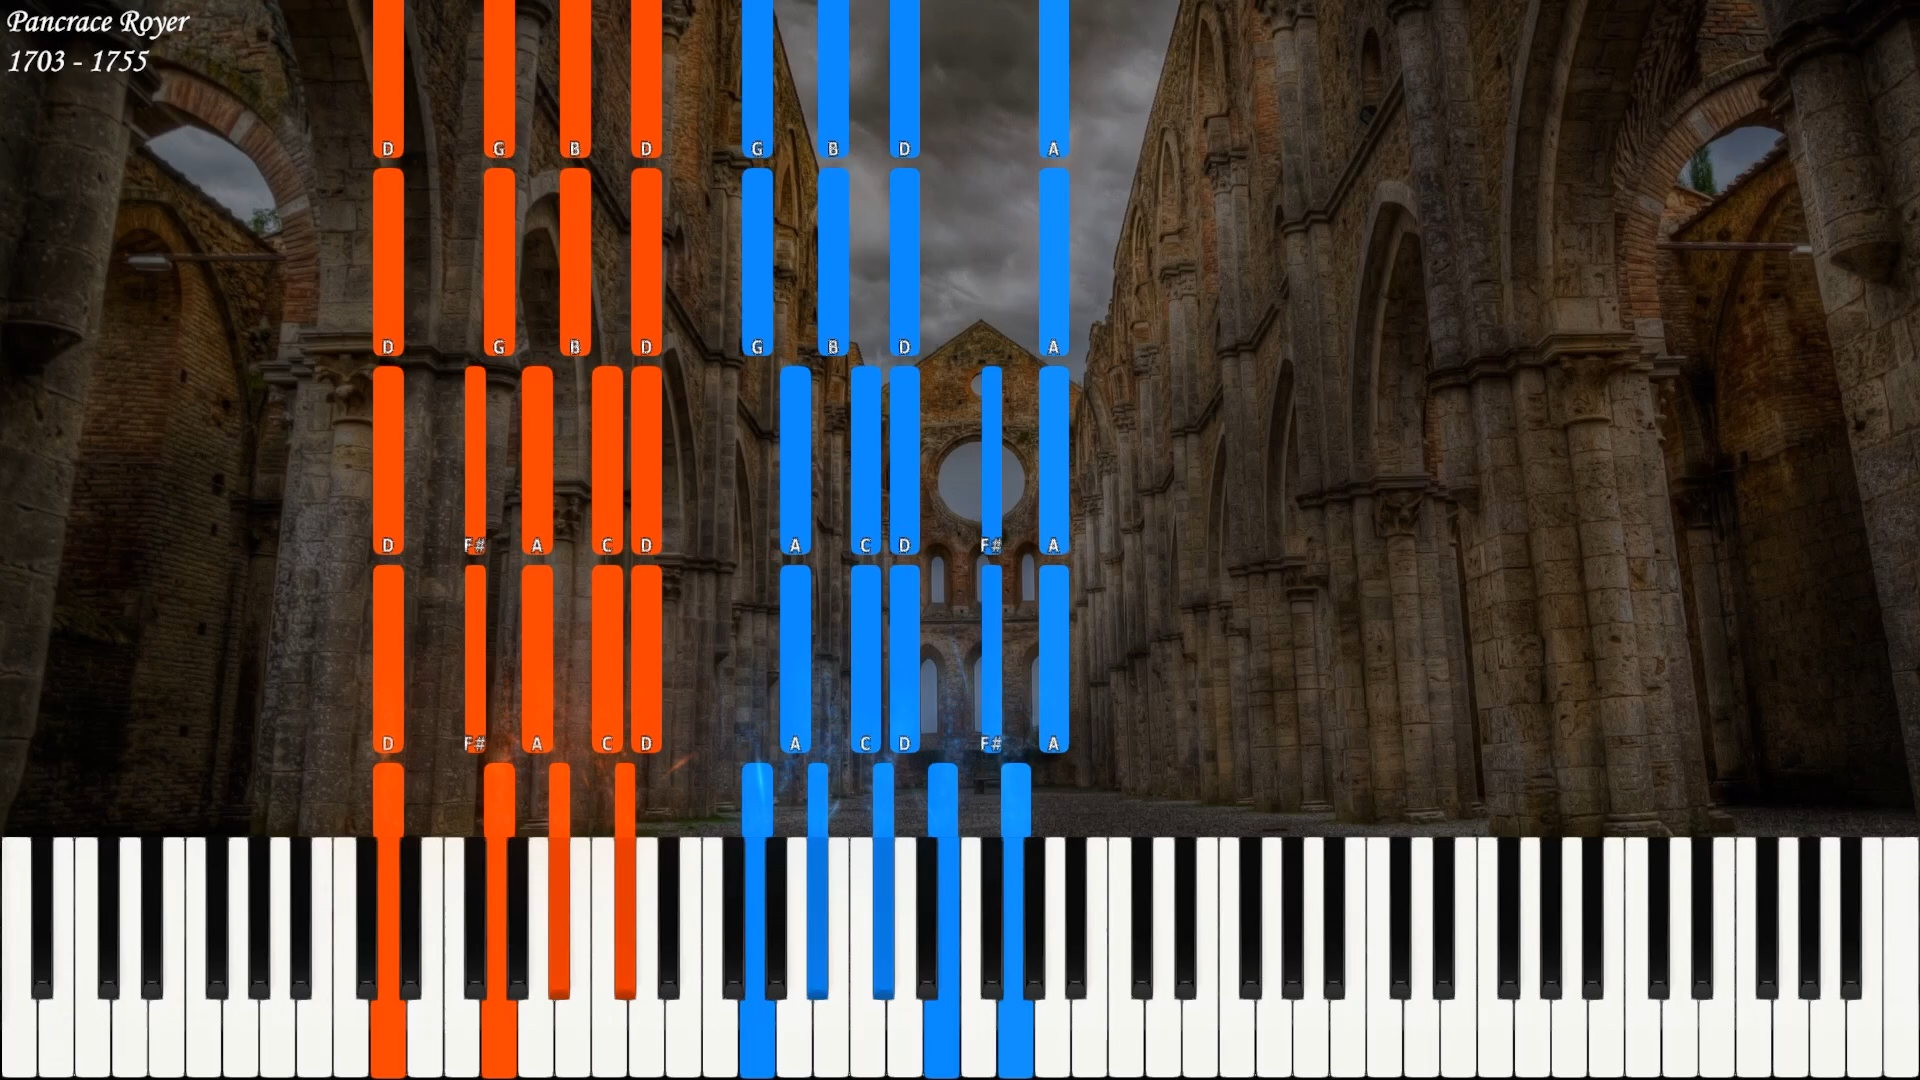 Pancrace Royer
1703 - 1755
D G B D G B D A
D G B D G B D A
D F# A C D A C D F# A
D F# A C D A C D F# A